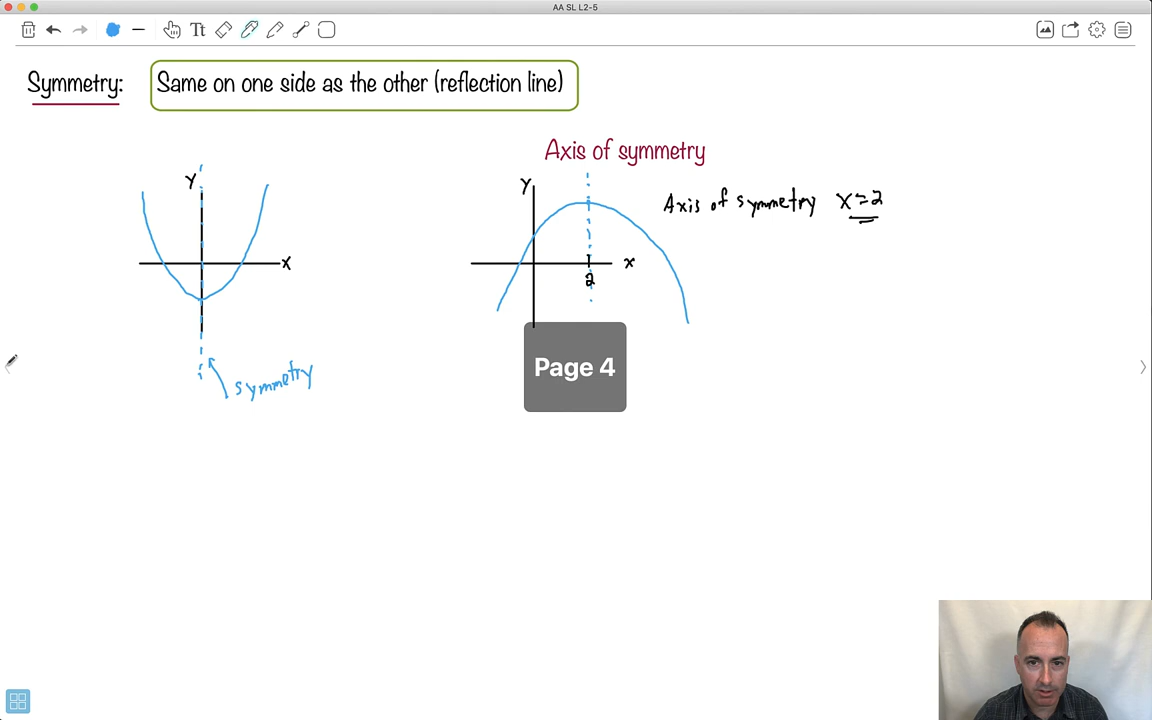 AA SL L2-5
Tt
Symmetry: Same on one side as the other (reflection line)
Axis of symmetry
Y
X
symmetry
Y
x
2
Axis of symmetry x=2
Page 4